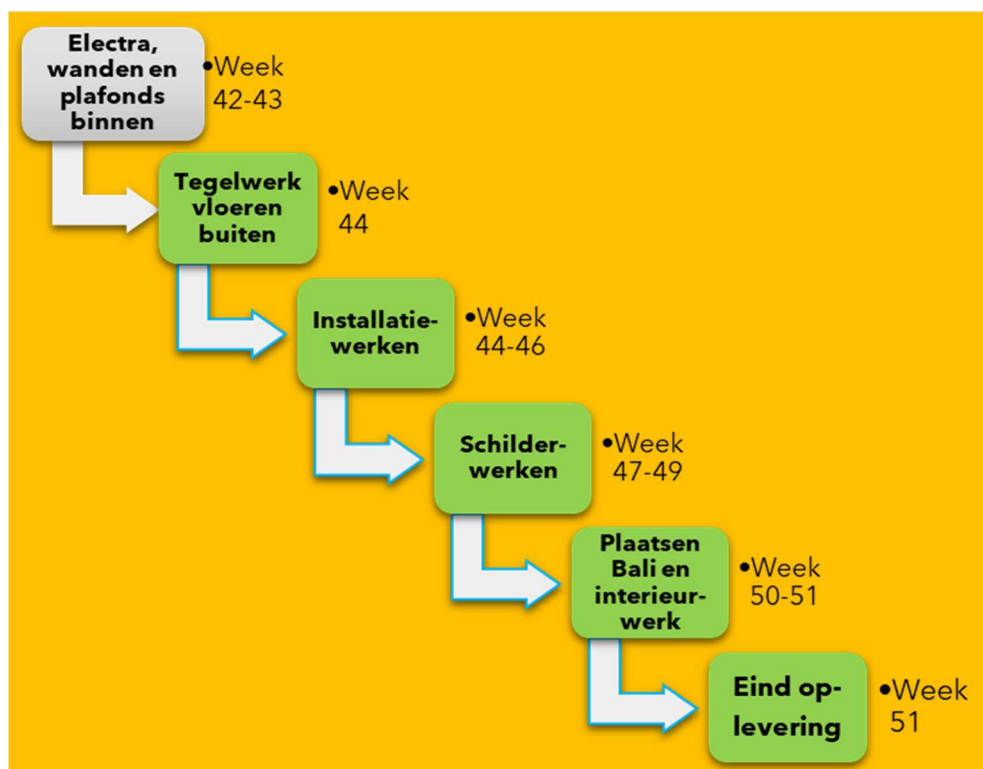 Electra,
wanden en
plafonds
binnen
•Week
42-43
Tegelwerk
vloeren
buiten
•Week
44
Installatie-
werken
•Week
44-46
Schilder-
werken
•Week
47-49
Plaatsen
Bali en
interieur-
werk
•Week
50-51
Eind op-
levering
•Week
51